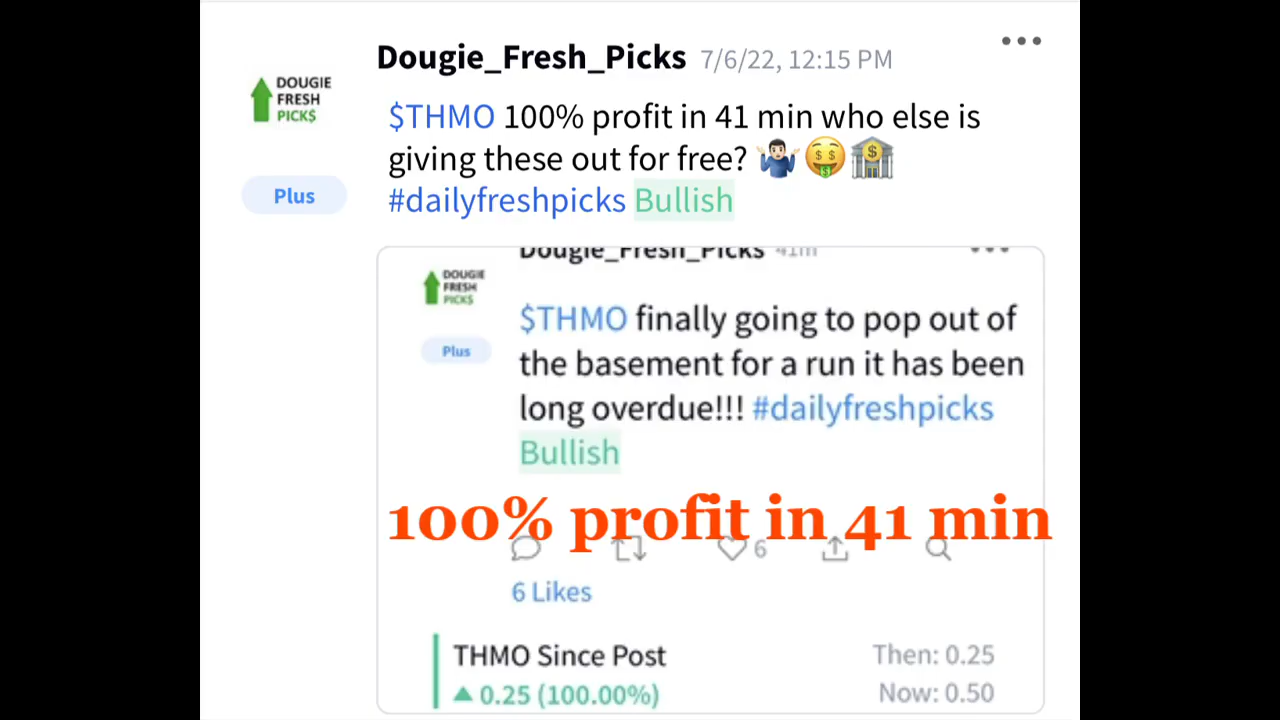 Dougie_Fresh_Picks 7/6/22, 12:15 PM
DOUGIE
FRESH
PICK$
Plus
$THMO 100% profit in 41 min who else is
giving these out for free? 🤷🏻‍♂️🤑🏦
#dailyfreshpicks Bullish
Dougie_Fresh_Picks 41m
DOUGIE
FRESH
PICK$
Plus
$THMO finally going to pop out of
the basement for a run it has been
long overdue!!! #dailyfreshpicks
Bullish
100% profit in 41 min
6
6 Likes
THMO Since Post Then: 0.25
▲ 0.25 (100.00%) Now: 0.50